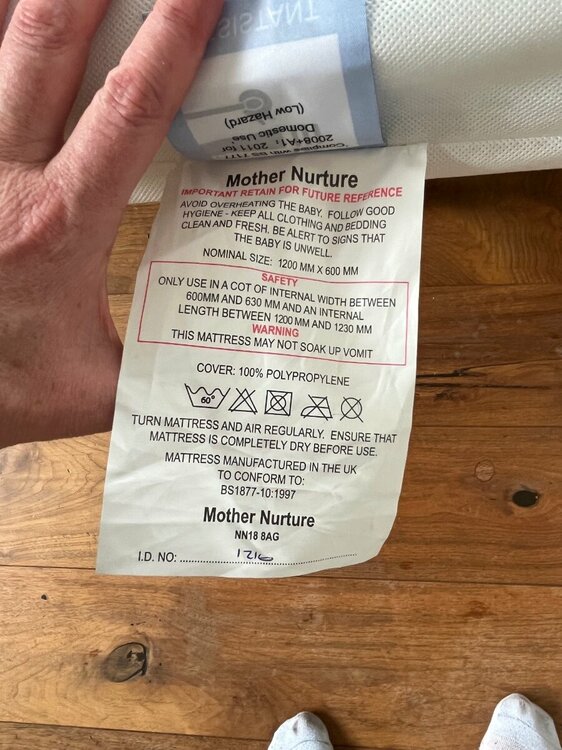 Complies with BS 7177:
2008+A1: 2011 for
Domestic Use
(Low Hazard)
Mother Nurture
IMPORTANT RETAIN FOR FUTURE REFERENCE
AVOID OVERHEATING THE BABY. FOLLOW GOOD
HYGIENE - KEEP ALL CLOTHING AND BEDDING
CLEAN AND FRESH. BE ALERT TO SIGNS THAT
THE BABY IS UNWELL.
NOMINAL SIZE: 1200 MM X 600 MM
SAFETY
ONLY USE IN A COT OF INTERNAL WIDTH BETWEEN
600MM AND 630 MM AND AN INTERNAL
LENGTH BETWEEN 1200 MM AND 1230 MM
WARNING
THIS MATTRESS MAY NOT SOAK UP VOMIT
COVER: 100% POLYPROPYLENE
60°
TURN MATTRESS AND AIR REGULARLY. ENSURE THAT
MATTRESS IS COMPLETELY DRY BEFORE USE.
MATTRESS MANUFACTURED IN THE UK
TO CONFORM TO:
BS1877-10:1997
Mother Nurture
NN18 8AG
I.D. NO: